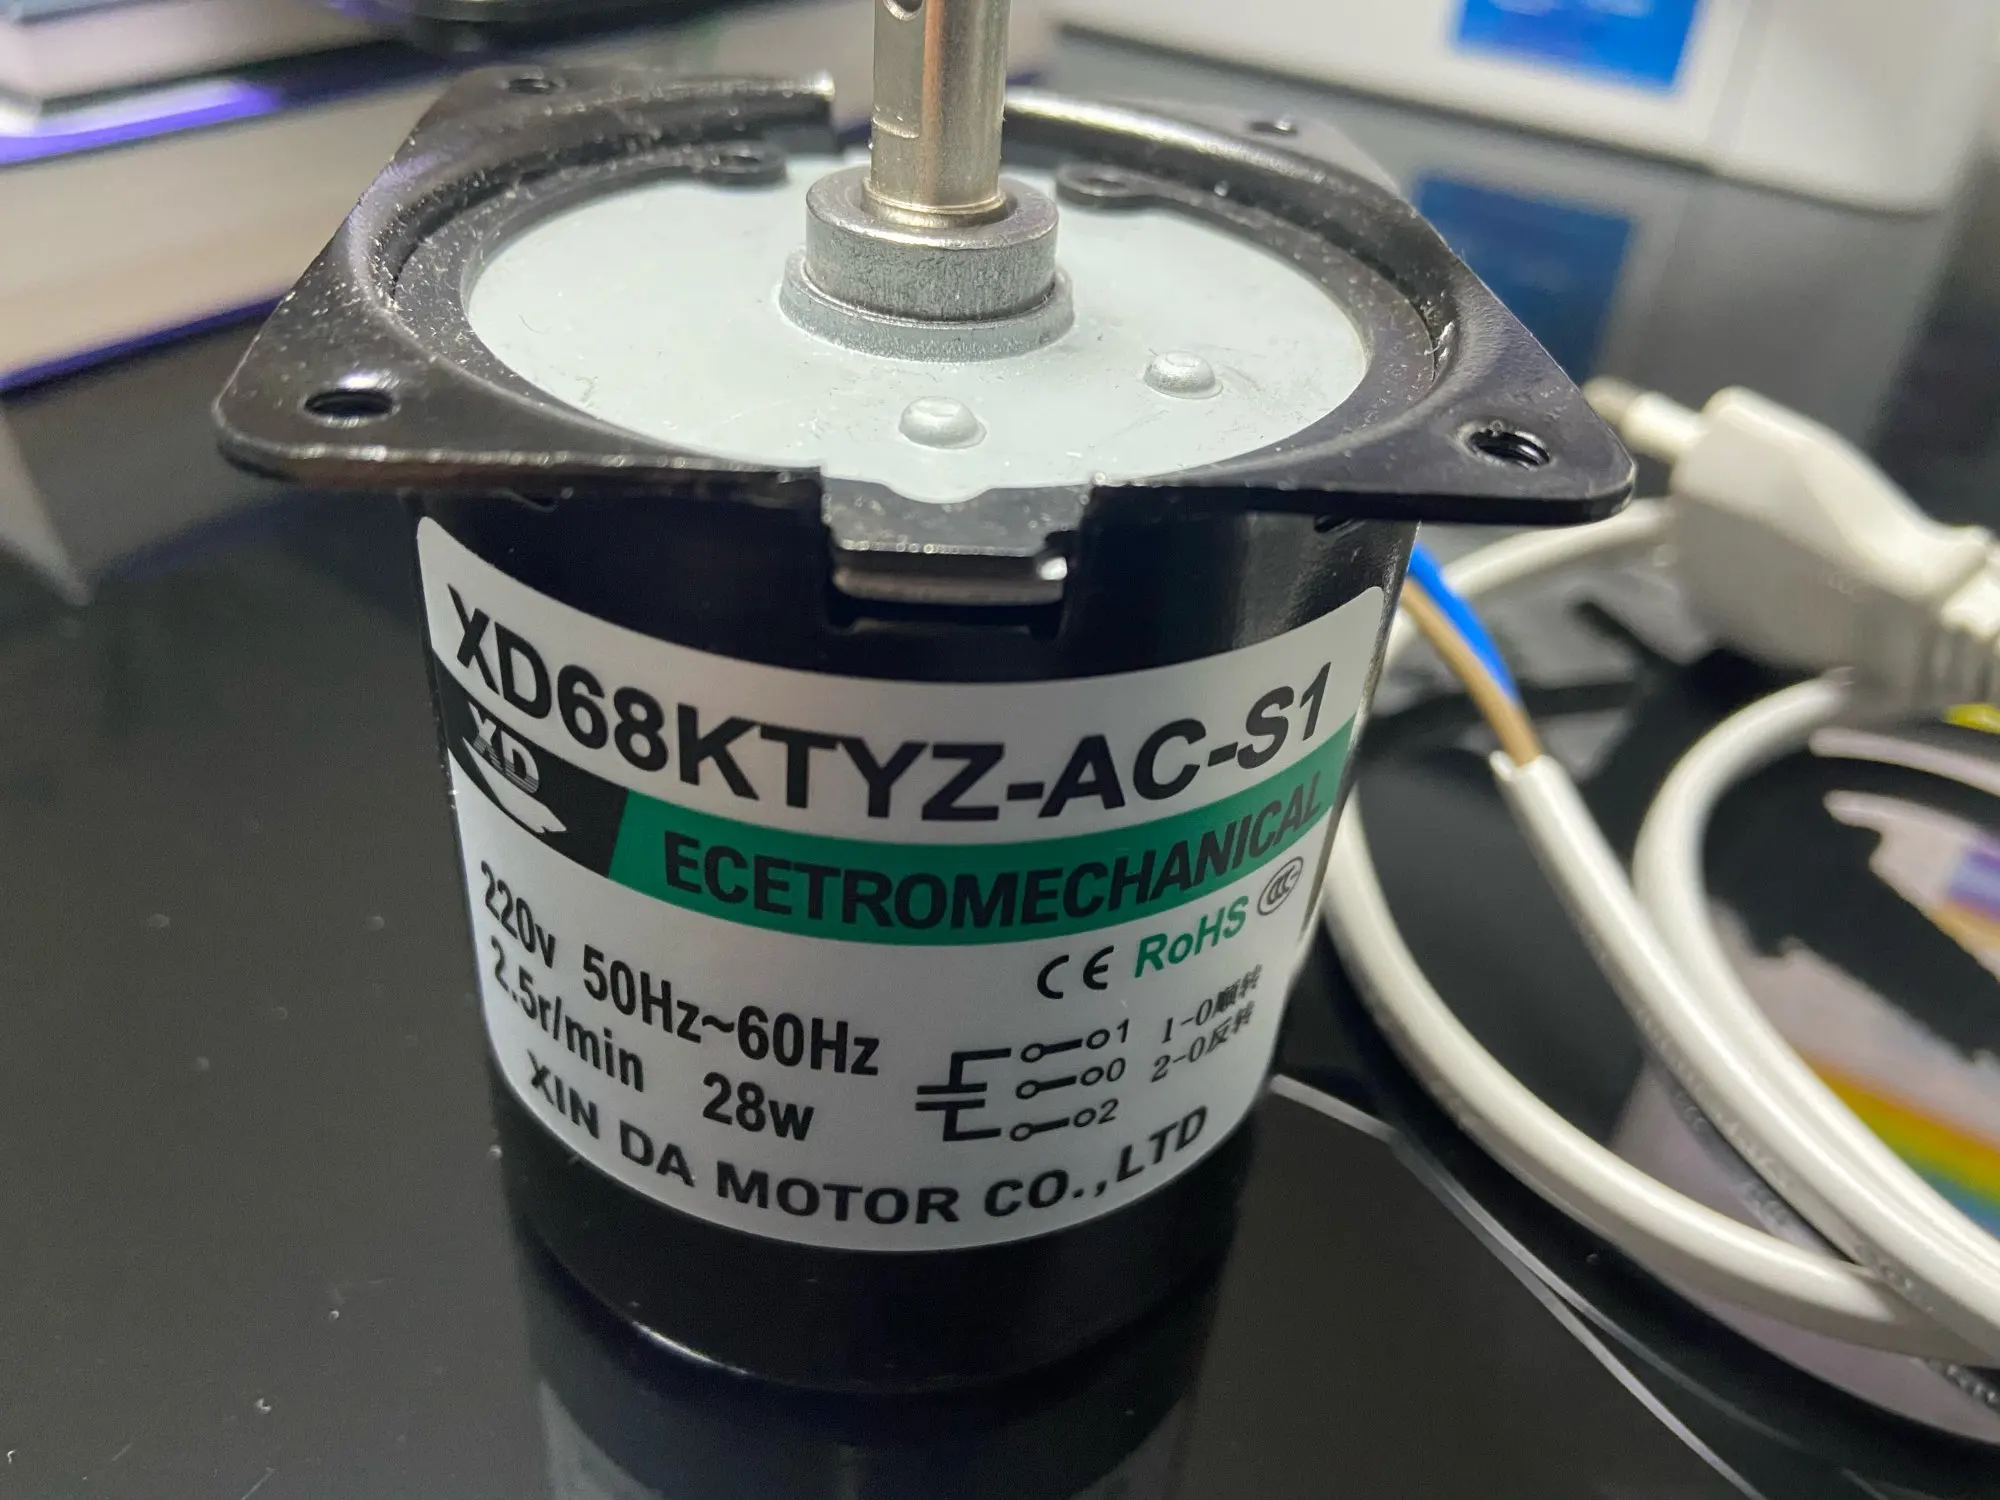 XD68KTYZ-AC-S1
XD
ECETROMECHANICAL
CE RoHS CCC
220v 50Hz~60Hz
2.5r/min 28w
1 1-0顺转
0 2-0反转
2
XIN DA MOTOR CO.,LTD